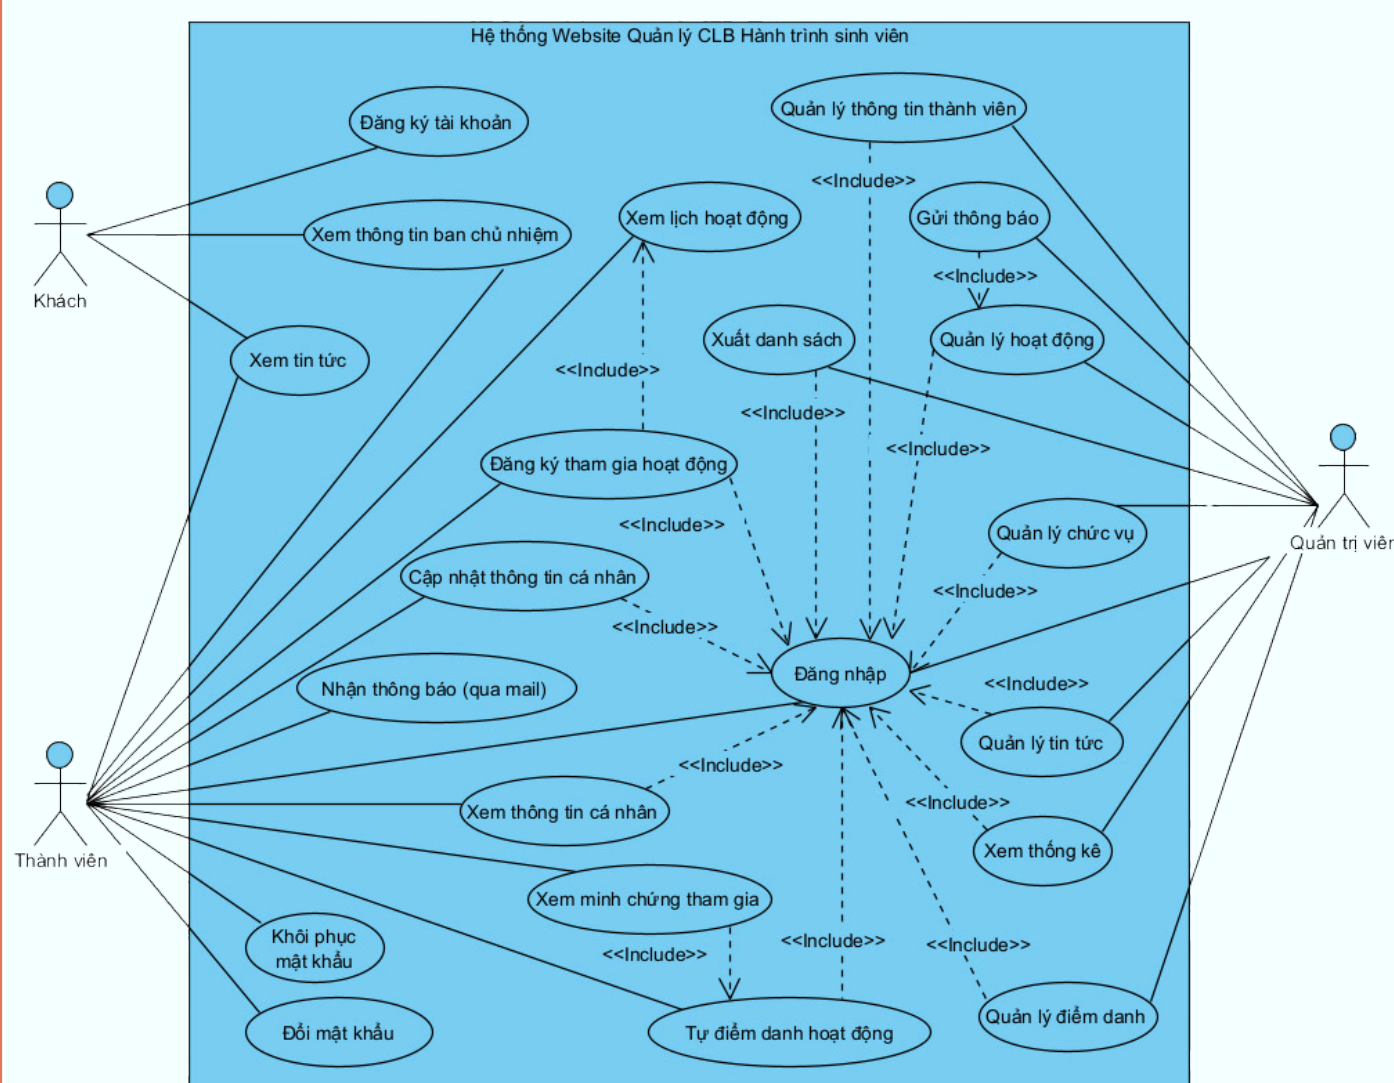 Hệ thống Website Quản lý CLB Hành trình sinh viên
Đăng ký tài khoản
Quản lý thông tin thành viên
<<Include>>
Xem thông tin ban chủ nhiệm
Xem lịch hoạt động
Gửi thông báo
<<Include>>
Khách
Xem tin tức
Xuất danh sách
Quản lý hoạt động
<<Include>>
<<Include>>
<<Include>>
Đăng ký tham gia hoạt động
<<Include>>
Quản lý chức vụ
Quản trị viên
Cập nhật thông tin cá nhân
<<Include>>
<<Include>>
Đăng nhập
Nhận thông báo (qua mail)
<<Include>>
Quản lý tin tức
<<Include>>
Xem thông tin cá nhân
<<Include>>
Xem thống kê
Thành viên
Xem minh chứng tham gia
<<Include>>
<<Include>>
<<Include>>
Khôi phục
mật khẩu
Quản lý điểm danh
Đổi mật khẩu
Tự điểm danh hoạt động